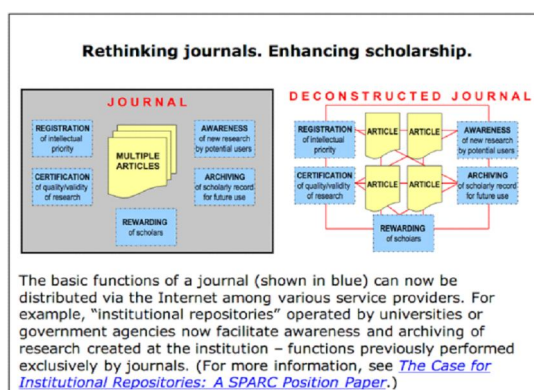 Rethinking journals. Enhancing scholarship.
JOURNAL
REGISTRATION
of intellectual
priority
CERTIFICATION
of quality/validity
of research
MULTIPLE
ARTICLES
AWARENESS
of new research
by potential users
ARCHIVING
of scholarly record
for future use
REWARDING
of scholars
DECONSTRUCTED JOURNAL
REGISTRATION
of intellectual
priority
CERTIFICATION
of quality/validity
of research
ARTICLE
ARTICLE
ARTICLE
ARTICLE
AWARENESS
of new research
by potential users
ARCHIVING
of scholarly record
for future use
REWARDING
of scholars
The basic functions of a journal (shown in blue) can now be
distributed via the Internet among various service providers. For
example, “institutional repositories” operated by universities or
government agencies now facilitate awareness and archiving of
research created at the institution – functions previously performed
exclusively by journals. (For more information, see The Case for
Institutional Repositories: A SPARC Position Paper.)